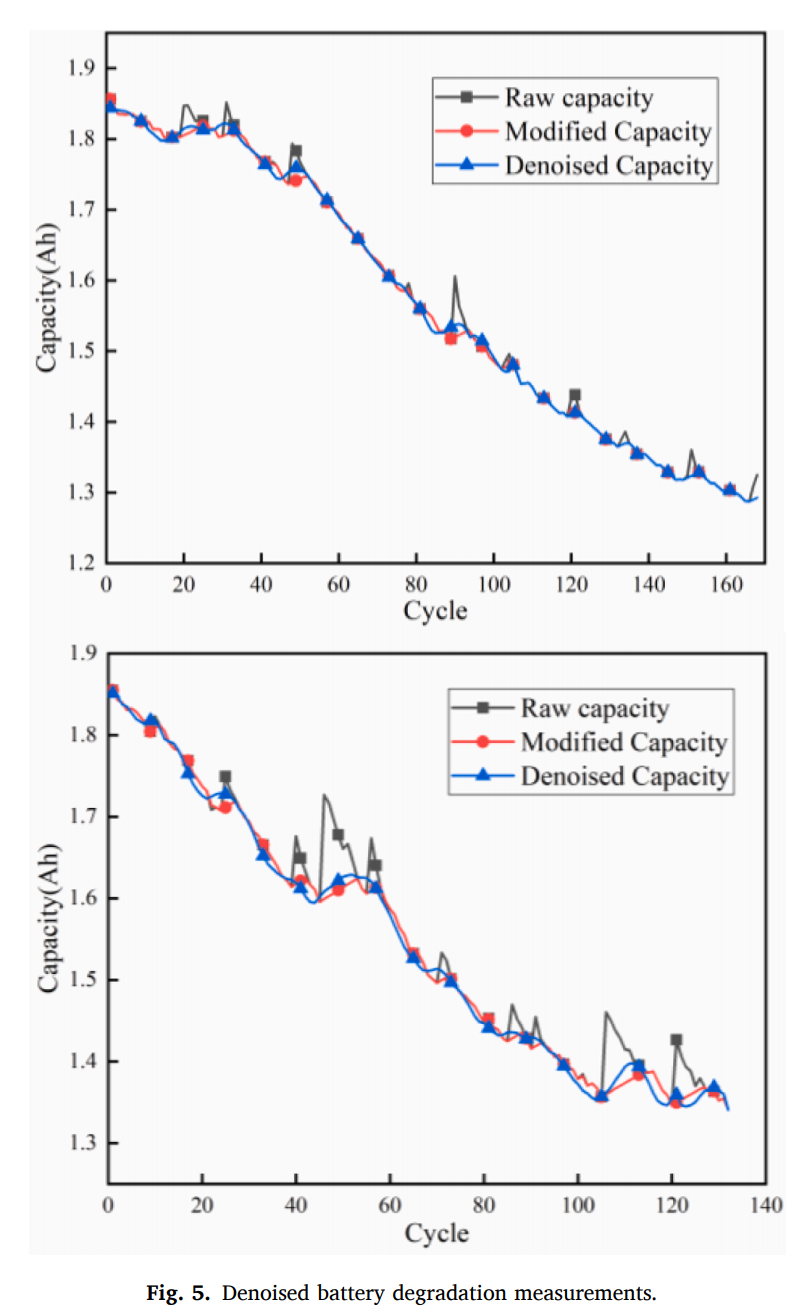 1.9
1.8
1.7
1.6
1.5
1.4
1.3
1.2
Capacity(Ah)
Raw capacity
Modified Capacity
Denoised Capacity
0 20 40 60 80 100 120 140 160
Cycle
1.9
1.8
1.7
1.6
1.5
1.4
1.3
Capacity(Ah)
Raw capacity
Modified Capacity
Denoised Capacity
0 20 40 60 80 100 120 140
Cycle
Fig. 5. Denoised battery degradation measurements.